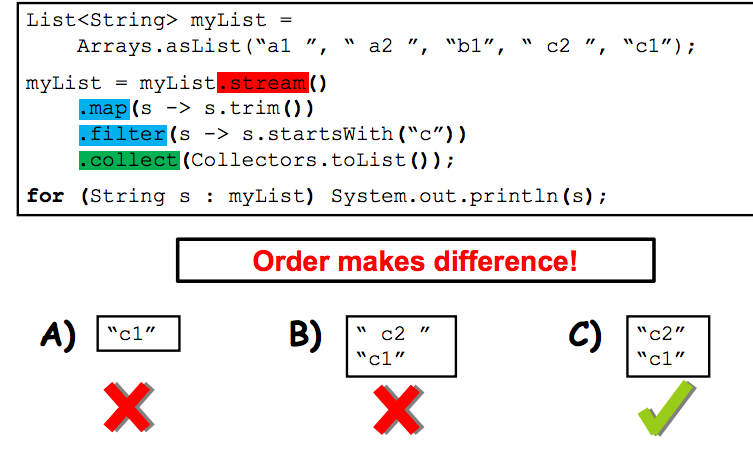 List<String> myList =
Arrays.asList(“a1 ”, “ a2 ”, “b1”, “ c2 ”, “c1”);
myList = myList.stream()
.map(s -> s.trim())
.filter(s -> s.startsWith(“c”))
.collect(Collectors.toList());
for (String s : myList) System.out.println(s);
Order makes difference!
A) “c1”
B) “ c2 ”
“c1”
C) “c2”
“c1”